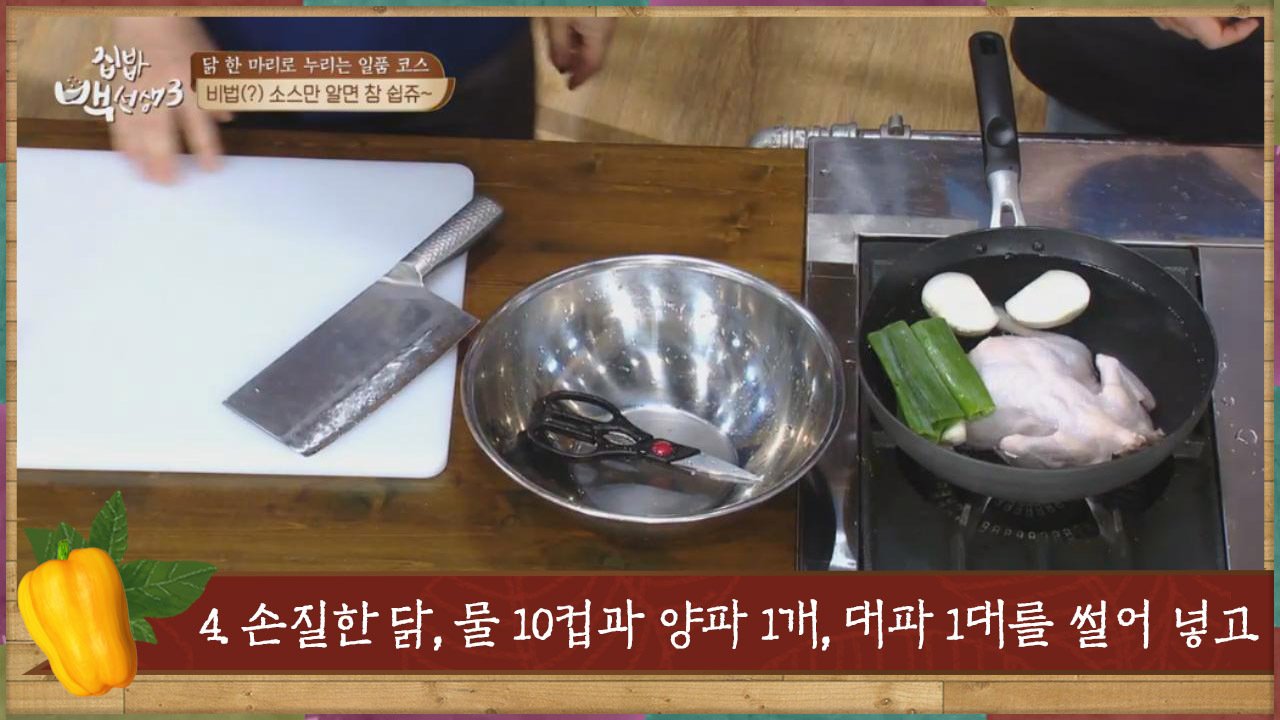 집밥
백선생3
닭 한 마리로 누리는 일품 코스
비법(?) 소스만 알면 참 쉽쥬~
4. 손질한 닭, 물 10컵과 양파 1개, 대파 1대를 썰어 넣고